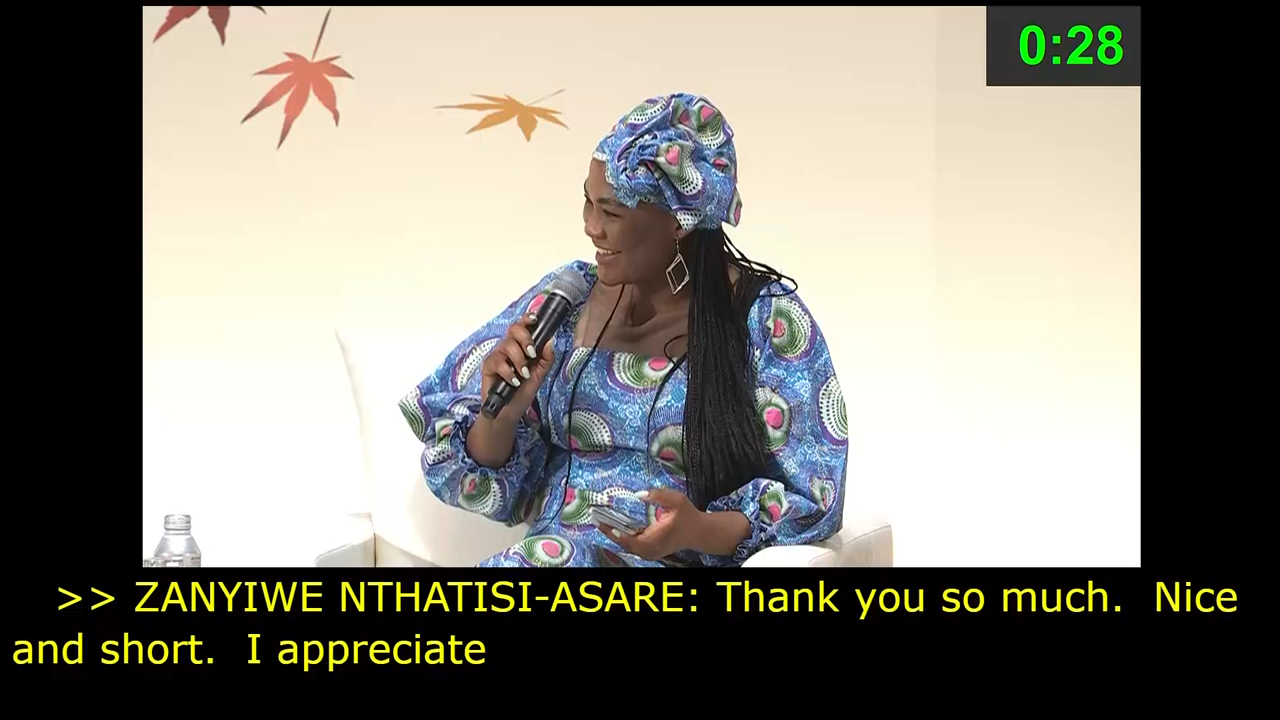 0:28
>> ZANYIWE NTHATISI-ASARE: Thank you so much.  Nice
and short.  I appreciate